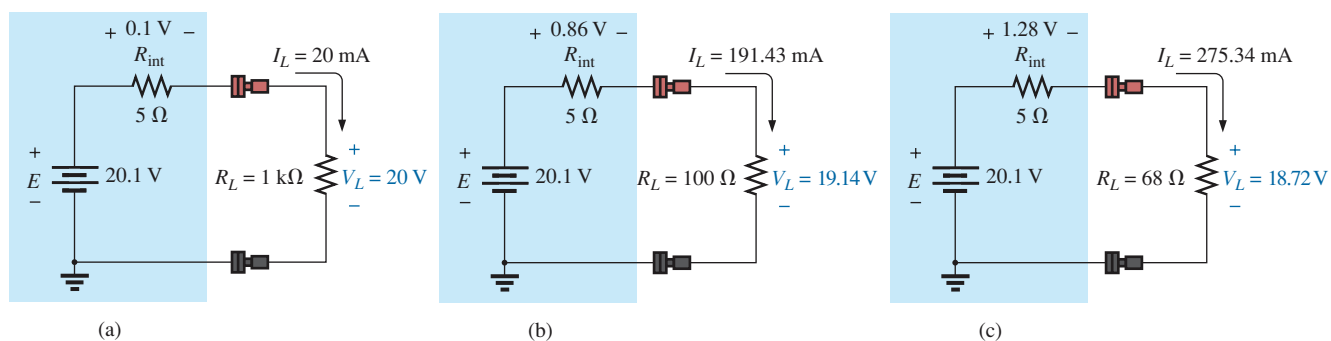 + 0.1 V −
R_int
5 Ω
I_L = 20 mA
+
E
−
20.1 V
R_L = 1 kΩ
+
V_L = 20 V
−
(a)
+ 0.86 V −
R_int
5 Ω
I_L = 191.43 mA
+
E
−
20.1 V
R_L = 100 Ω
+
V_L = 19.14 V
−
(b)
+ 1.28 V −
R_int
5 Ω
I_L = 275.34 mA
+
E
−
20.1 V
R_L = 68 Ω
+
V_L = 18.72 V
−
(c)